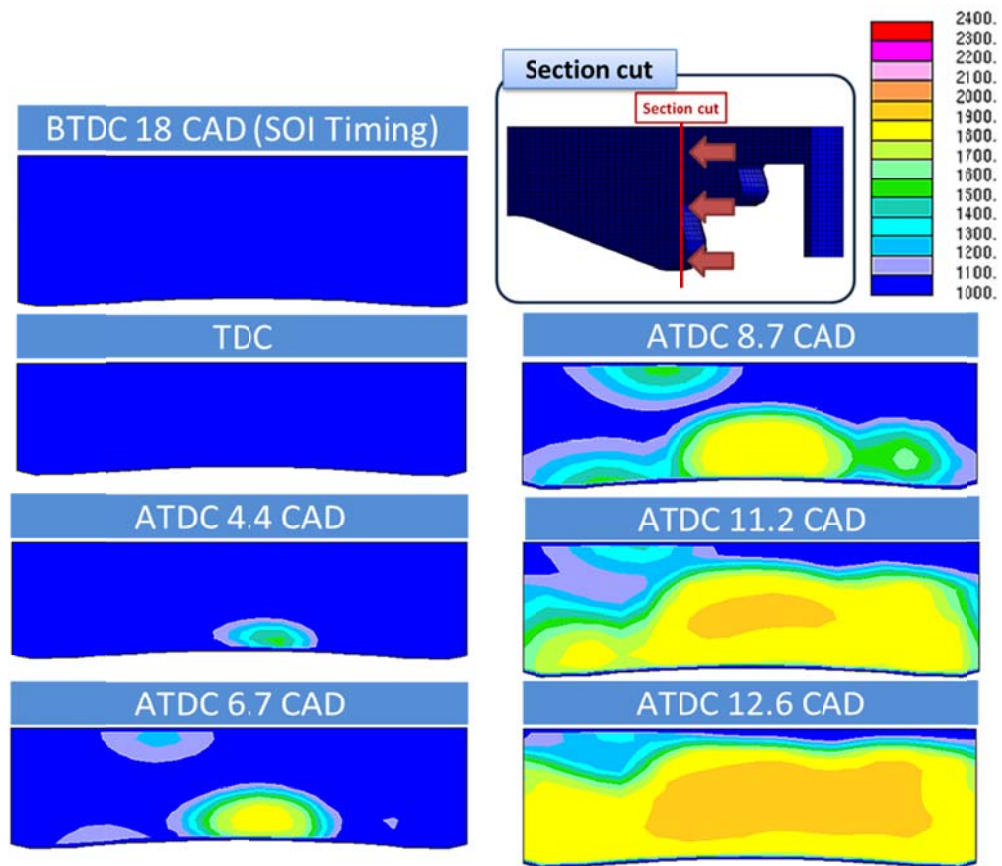 Section cut
Section cut
BTDC 18 CAD (SOI Timing)
TDC
ATDC 4.4 CAD
ATDC 6.7 CAD
ATDC 8.7 CAD
ATDC 11.2 CAD
ATDC 12.6 CAD
2400.
2300.
2200.
2100.
2000.
1900.
1800.
1700.
1600.
1500.
1400.
1300.
1200.
1100.
1000.